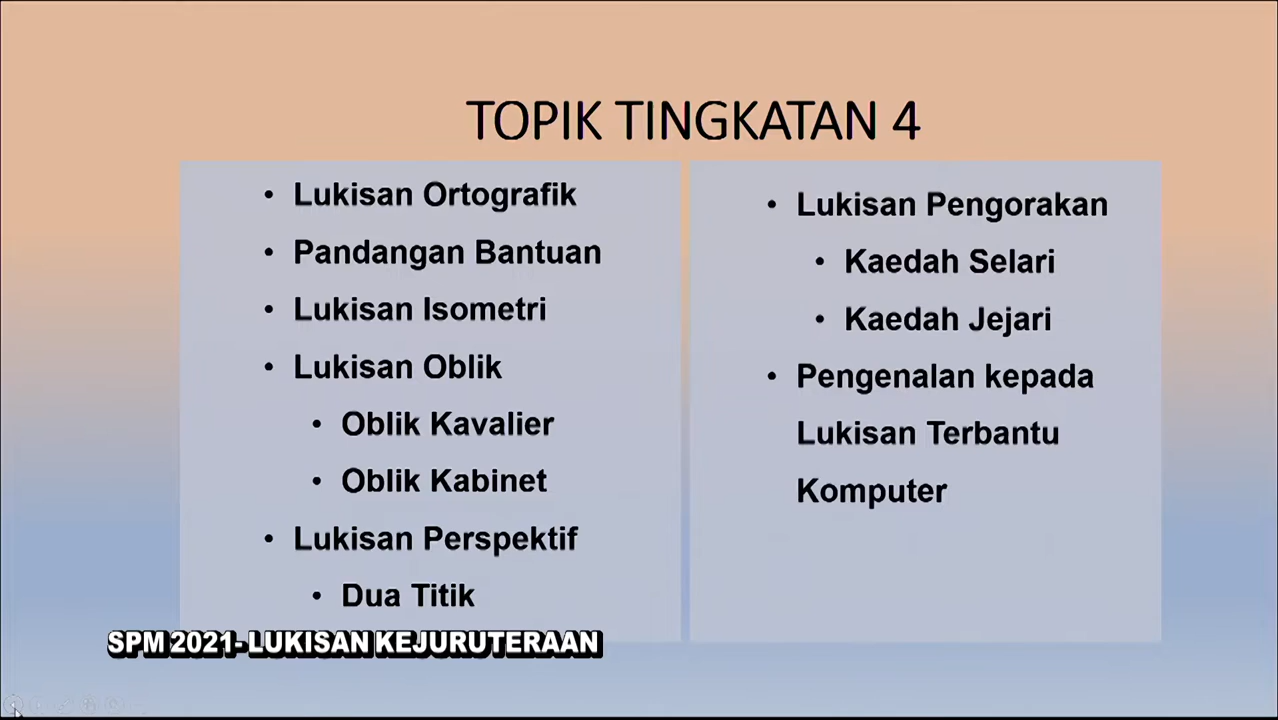 TOPIK TINGKATAN 4
• Lukisan Ortografik
• Pandangan Bantuan
• Lukisan Isometri
• Lukisan Oblik
• Oblik Kavalier
• Oblik Kabinet
• Lukisan Perspektif
• Dua Titik
• Lukisan Pengorakan
• Kaedah Selari
• Kaedah Jejari
• Pengenalan kepada
Lukisan Terbantu
Komputer
SPM 2021- LUKISAN KEJURUTERAAN